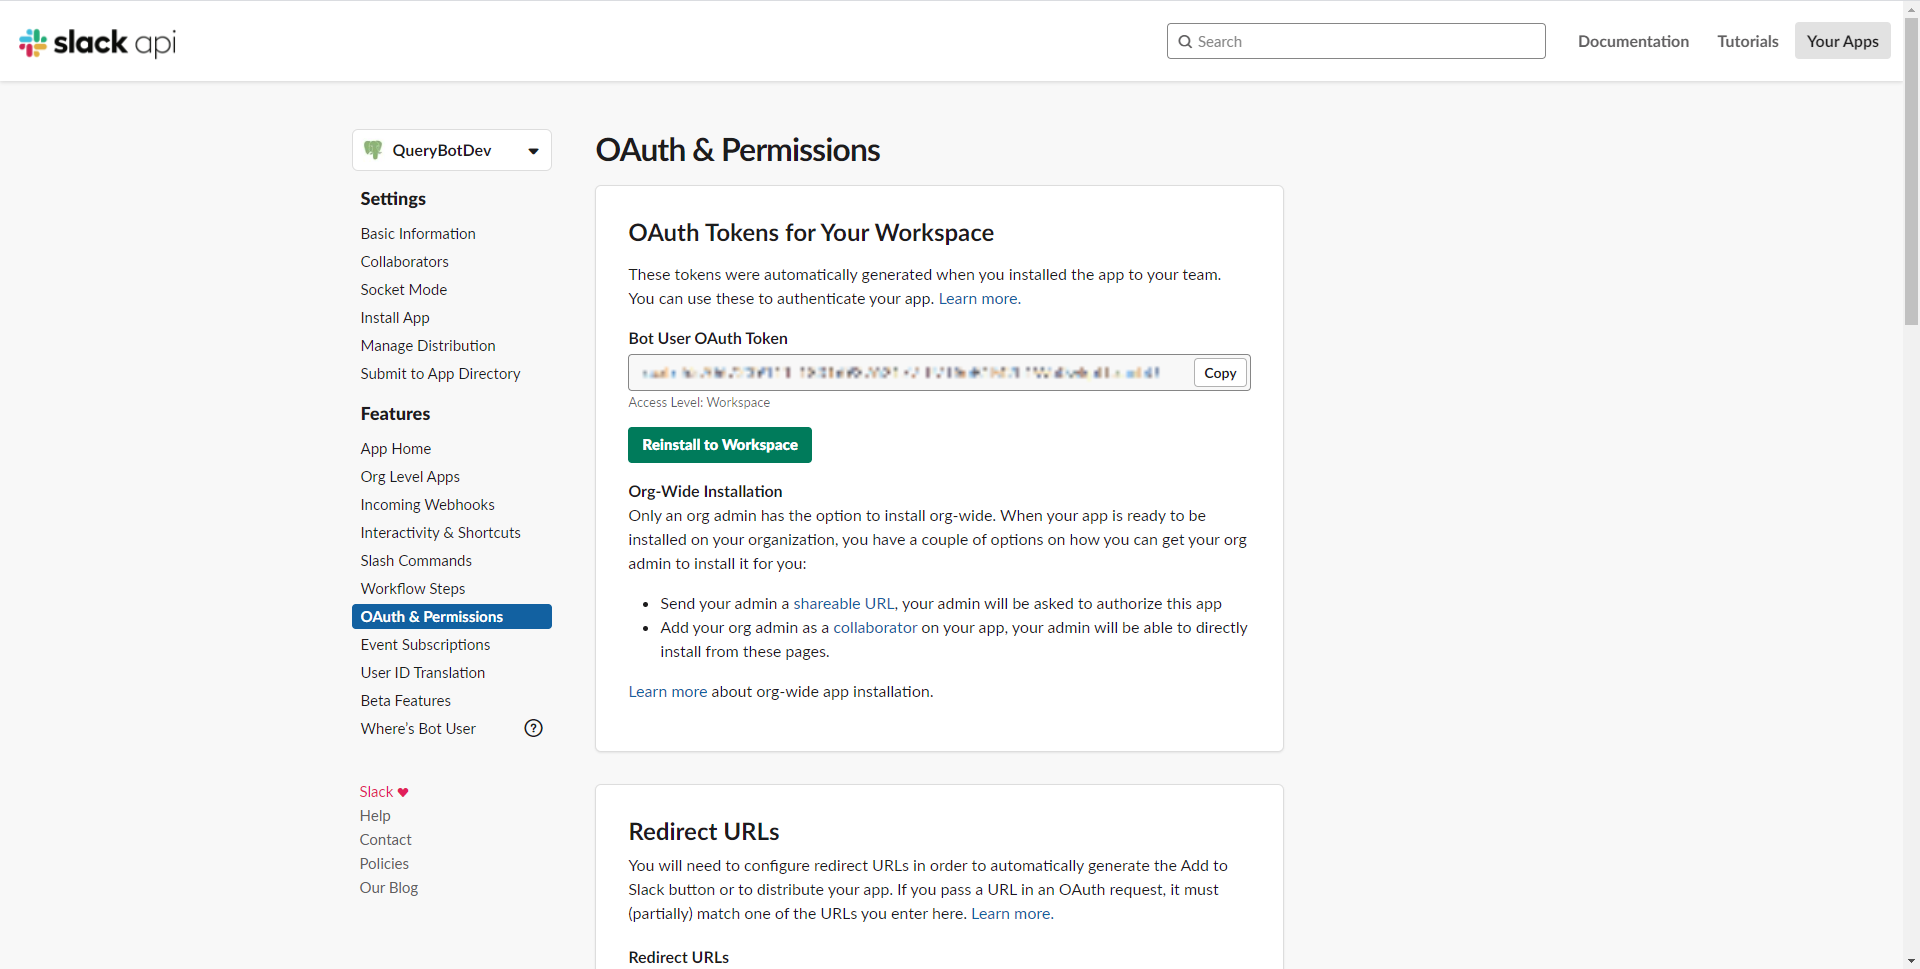 slack api
Search
Documentation
Tutorials
Your Apps
QueryBotDev
Settings
Basic Information
Collaborators
Socket Mode
Install App
Manage Distribution
Submit to App Directory
Features
App Home
Org Level Apps
Incoming Webhooks
Interactivity & Shortcuts
Slash Commands
Workflow Steps
OAuth & Permissions
Event Subscriptions
User ID Translation
Beta Features
Where's Bot User
?
Slack ♥
Help
Contact
Policies
Our Blog
OAuth & Permissions
OAuth Tokens for Your Workspace
These tokens were automatically generated when you installed the app to your team.
You can use these to authenticate your app. Learn more.
Bot User OAuth Token
Copy
Access Level: Workspace
Reinstall to Workspace
Org-Wide Installation
Only an org admin has the option to install org-wide. When your app is ready to be
installed on your organization, you have a couple of options on how you can get your org
admin to install it for you:
• Send your admin a shareable URL, your admin will be asked to authorize this app
• Add your org admin as a collaborator on your app, your admin will be able to directly
install from these pages.
Learn more about org-wide app installation.
Redirect URLs
You will need to configure redirect URLs in order to automatically generate the Add to
Slack button or to distribute your app. If you pass a URL in an OAuth request, it must
(partially) match one of the URLs you enter here. Learn more.
Redirect URLs